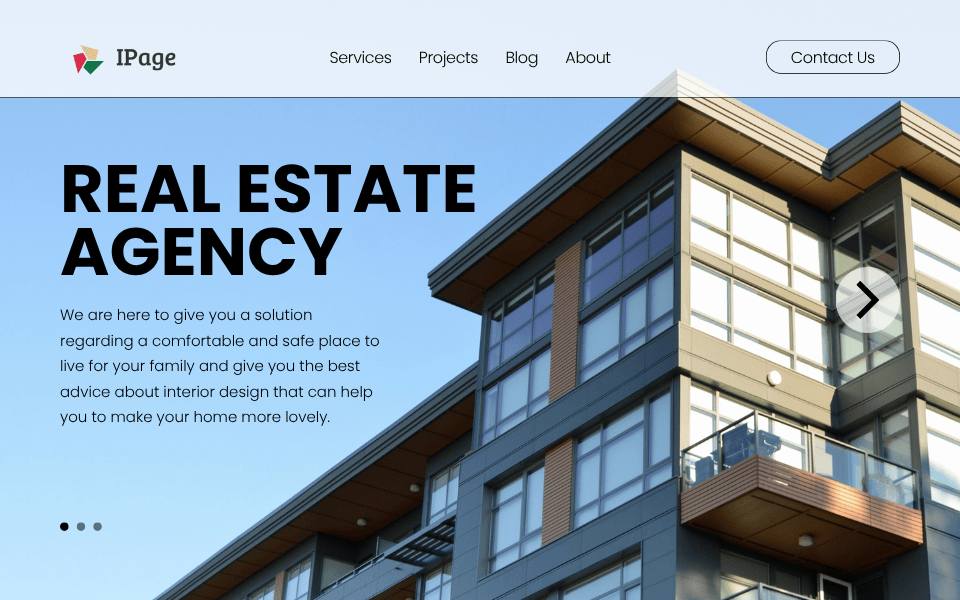 IPage
Services Projects Blog About
Contact Us
REAL ESTATE
AGENCY
We are here to give you a solution
regarding a comfortable and safe place to
live for your family and give you the best
advice about interior design that can help
you to make your home more lovely.